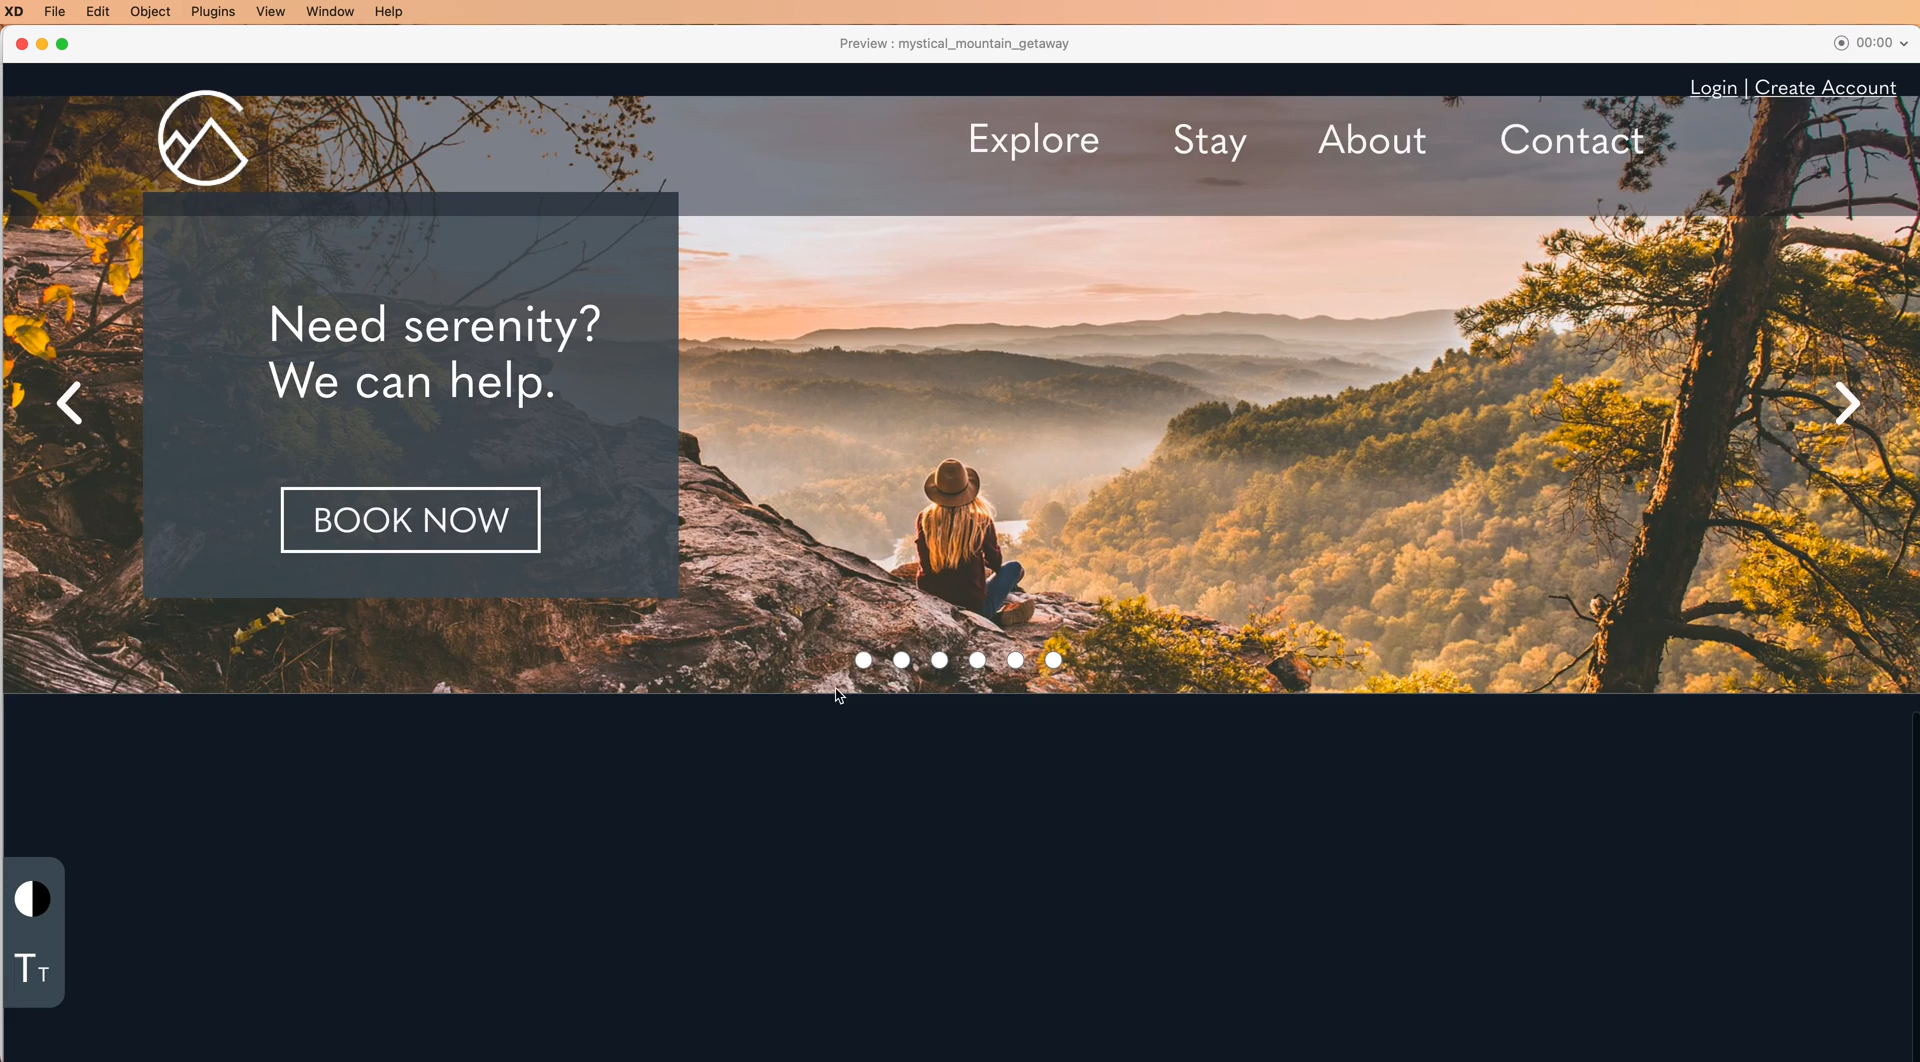 XD File Edit Object Plugins View Window Help
Preview : mystical_mountain_getaway
00:00
Login | Create Account
Explore Stay About Contact
Need serenity?
We can help.
BOOK NOW
TT